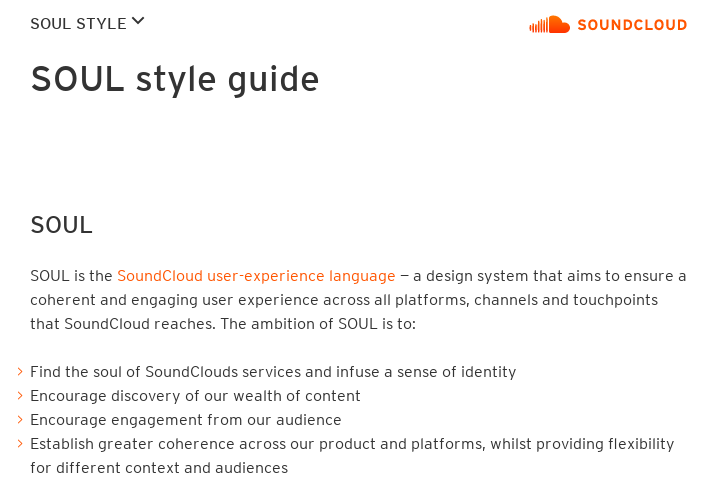 SOUL STYLE
SOUNDCLOUD
SOUL style guide
SOUL
SOUL is the SoundCloud user-experience language – a design system that aims to ensure a
coherent and engaging user experience across all platforms, channels and touchpoints
that SoundCloud reaches. The ambition of SOUL is to:
Find the soul of SoundClouds services and infuse a sense of identity
Encourage discovery of our wealth of content
Encourage engagement from our audience
Establish greater coherence across our product and platforms, whilst providing flexibility
for different context and audiences